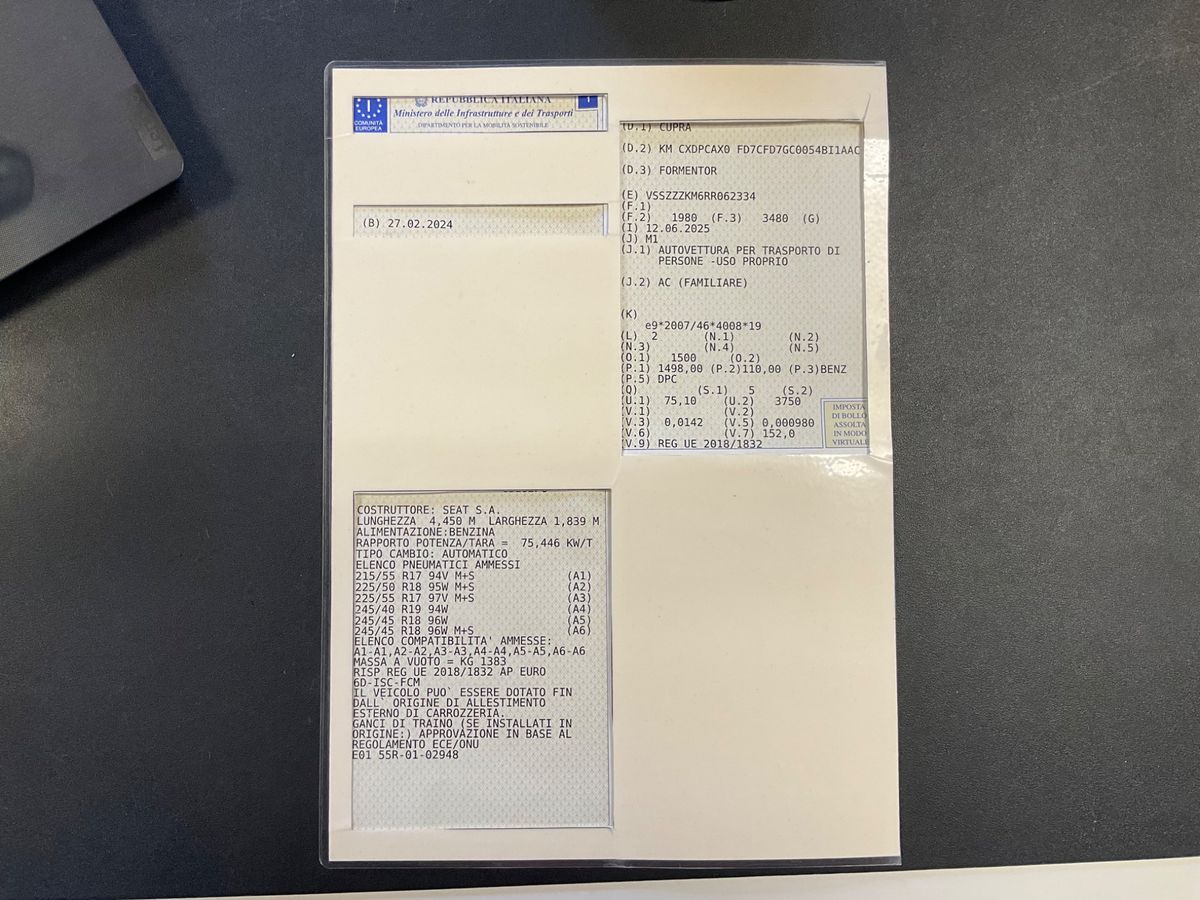 REPUBBLICA ITALIANA
I
Ministero delle Infrastrutture e dei Trasporti
COMUNITÀ
EUROPEA
DIPARTIMENTO PER LA MOBILITÀ SOSTENIBILE
(B) 27.02.2024
(D.1) CUPRA
(D.2) KM CXDPCAX0 FD7CFD7GC0054BI1AAC
(D.3) FORMENTOR
(E) VSSZZZKM6RR062334
(F.1)
(F.2) 1980 (F.3) 3480 (G)
(I) 12.06.2025
(J) M1
(J.1) AUTOVETTURA PER TRASPORTO DI
PERSONE -USO PROPRIO
(J.2) AC (FAMILIARE)
(K)
e9*2007/46*4008*19
(L) 2 (N.1) (N.2)
(N.3) (N.4) (N.5)
(O.1) 1500 (O.2)
(P.1) 1498,00 (P.2)110,00 (P.3)BENZ
(P.5) DPC
(Q) (S.1) 5 (S.2)
(U.1) 75,10 (U.2) 3750
(V.1) (V.2)
(V.3) 0,0142 (V.5) 0,000980
(V.6) (V.7) 152,0
(V.9) REG UE 2018/1832
IMPOSTA
DI BOLLO
ASSOLTA
IN MODO
VIRTUALE
COSTRUTTORE: SEAT S.A.
LUNGHEZZA 4,450 M LARGHEZZA 1,839 M
ALIMENTAZIONE:BENZINA
RAPPORTO POTENZA/TARA = 75,446 KW/T
TIPO CAMBIO: AUTOMATICO
ELENCO PNEUMATICI AMMESSI
215/55 R17 94V M+S (A1)
225/50 R18 95W M+S (A2)
225/55 R17 97V M+S (A3)
245/40 R19 94W (A4)
245/45 R18 96W (A5)
245/45 R18 96W M+S (A6)
ELENCO COMPATIBILITA' AMMESSE:
A1-A1,A2-A2,A3-A3,A4-A4,A5-A5,A6-A6
MASSA A VUOTO = KG 1383
RISP REG UE 2018/1832 AP EURO
6D-ISC-FCM
IL VEICOLO PUO` ESSERE DOTATO FIN
DALL` ORIGINE DI ALLESTIMENTO
ESTERNO DI CARROZZERIA.
GANCI DI TRAINO (SE INSTALLATI IN
ORIGINE:) APPROVAZIONE IN BASE AL
REGOLAMENTO ECE/ONU
E01 55R-01-02948